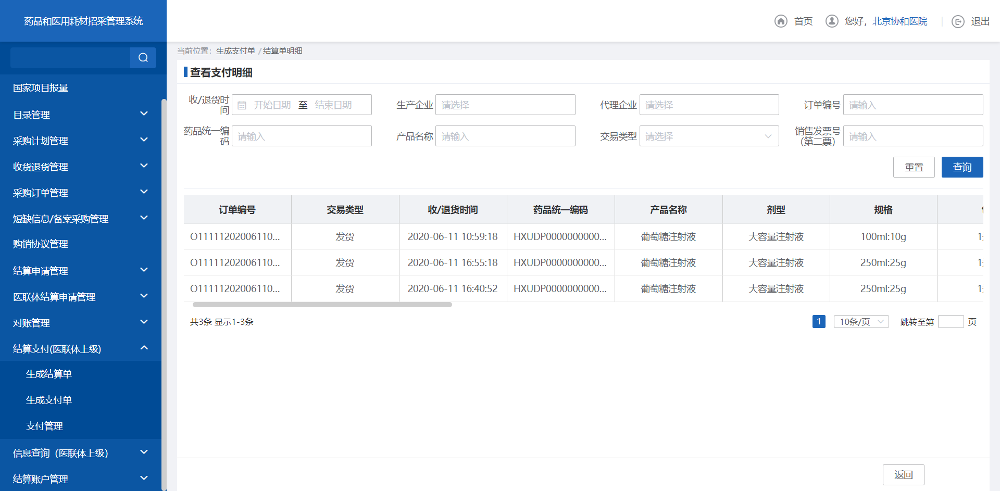 药品和医用耗材招采管理系统
首页 您好，北京协和医院 退出
国家项目报量
目录管理
采购计划管理
收货退货管理
采购订单管理
短缺信息/备案采购管理
购销协议管理
结算申请管理
医联体结算申请管理
对账管理
结算支付(医联体上级)
生成结算单
生成支付单
支付管理
信息查询（医联体上级）
结算账户管理
当前位置：生成支付单 / 结算单明细
查看支付明细
收/退货时间 开始日期 至 结束日期
生产企业 请选择
代理企业 请选择
订单编号 请输入
药品统一编码 请输入
产品名称 请输入
交易类型 请选择
销售发票号（第二票） 请输入
重置 查询
订单编号 交易类型 收/退货时间 药品统一编码 产品名称 剂型 规格
O11111202006110... 发货 2020-06-11 10:59:18 HXUDP0000000000... 葡萄糖注射液 大容量注射液 100ml:10g 1
O11111202006110... 发货 2020-06-11 16:55:18 HXUDP0000000000... 葡萄糖注射液 大容量注射液 250ml:25g 1
O11111202006110... 发货 2020-06-11 16:40:52 HXUDP0000000000... 葡萄糖注射液 大容量注射液 250ml:25g 1
共3条 显示1-3条
1 10条/页 跳转至第 页
返回